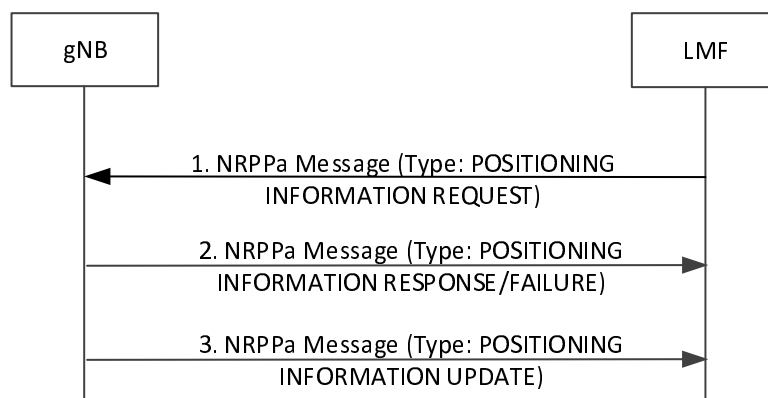 gNB
LMF
1. NRPPa Message (Type: POSITIONING
INFORMATION REQUEST)
2. NRPPa Message (Type: POSITIONING
INFORMATION RESPONSE/FAILURE)
3. NRPPa Message (Type: POSITIONING
INFORMATION UPDATE)